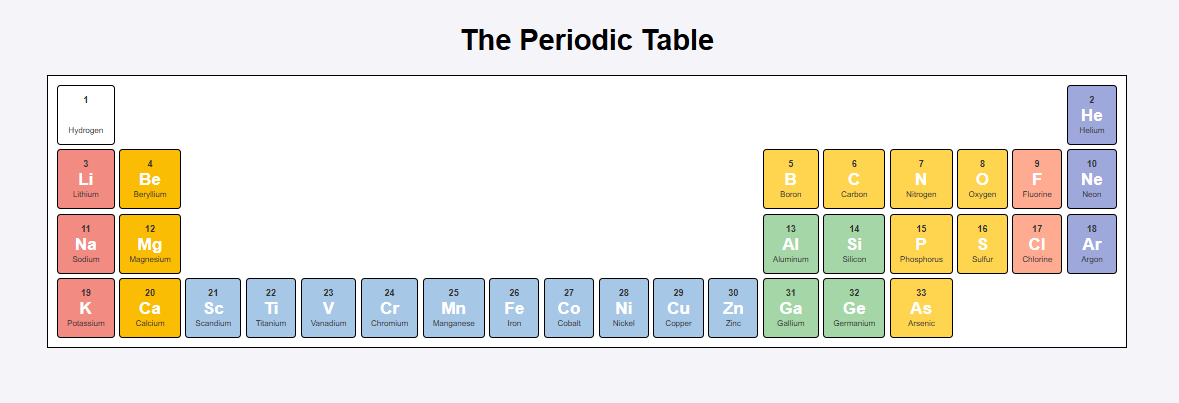 The Periodic Table
1 2
He
Hydrogen Helium
3 4 5 6 7 8 9 10
Li Be B C N O F Ne
Lithium Beryllium Boron Carbon Nitrogen Oxygen Fluorine Neon
11 12 13 14 15 16 17 18
Na Mg Al Si P S Cl Ar
Sodium Magnesium Aluminum Silicon Phosphorus Sulfur Chlorine Argon
19 20 21 22 23 24 25 26 27 28 29 30 31 32 33
K Ca Sc Ti V Cr Mn Fe Co Ni Cu Zn Ga Ge As
Potassium Calcium Scandium Titanium Vanadium Chromium Manganese Iron Cobalt Nickel Copper Zinc Gallium Germanium Arsenic